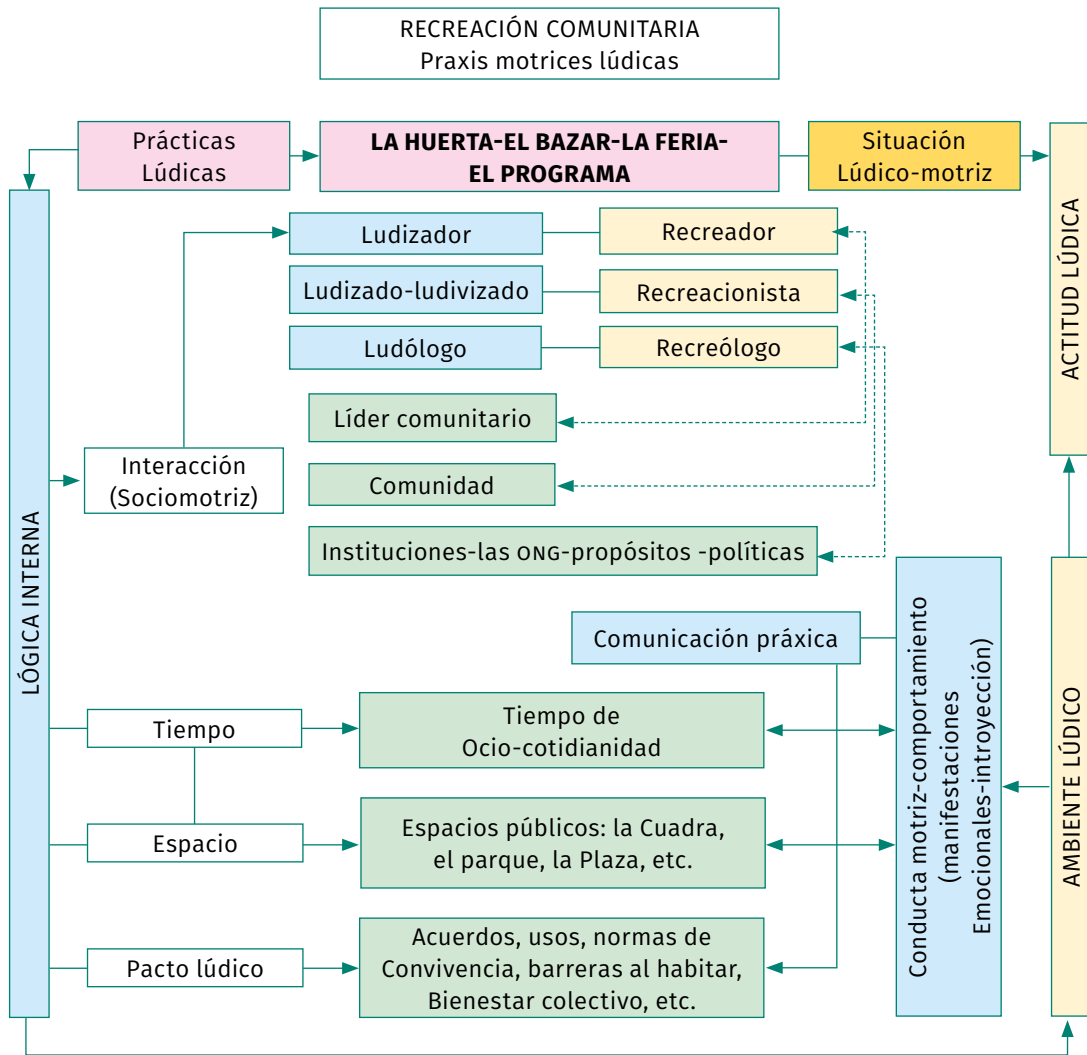 RECREACIÓN COMUNITARIA
Praxis motrices lúdicas
Prácticas
Lúdicas
LA HUERTA-EL BAZAR-LA FERIA-
EL PROGRAMA
Situación
Lúdico-motriz
ACTITUD LÚDICA
Ludizador
Recreador
Ludizado-ludivizado
Recreacionista
Ludólogo
Recreólogo
Líder comunitario
Interacción
(Sociomotriz)
Comunidad
Instituciones-las ONG-propósitos -políticas
LÓGICA INTERNA
Comunicación práxica
Conducta motriz-comportamiento
(manifestaciones
Emocionales-introyección)
AMBIENTE LÚDICO
Tiempo
Tiempo de
Ocio-cotidianidad
Espacio
Espacios públicos: la Cuadra,
el parque, la Plaza, etc.
Pacto lúdico
Acuerdos, usos, normas de
Convivencia, barreras al habitar,
Bienestar colectivo, etc.